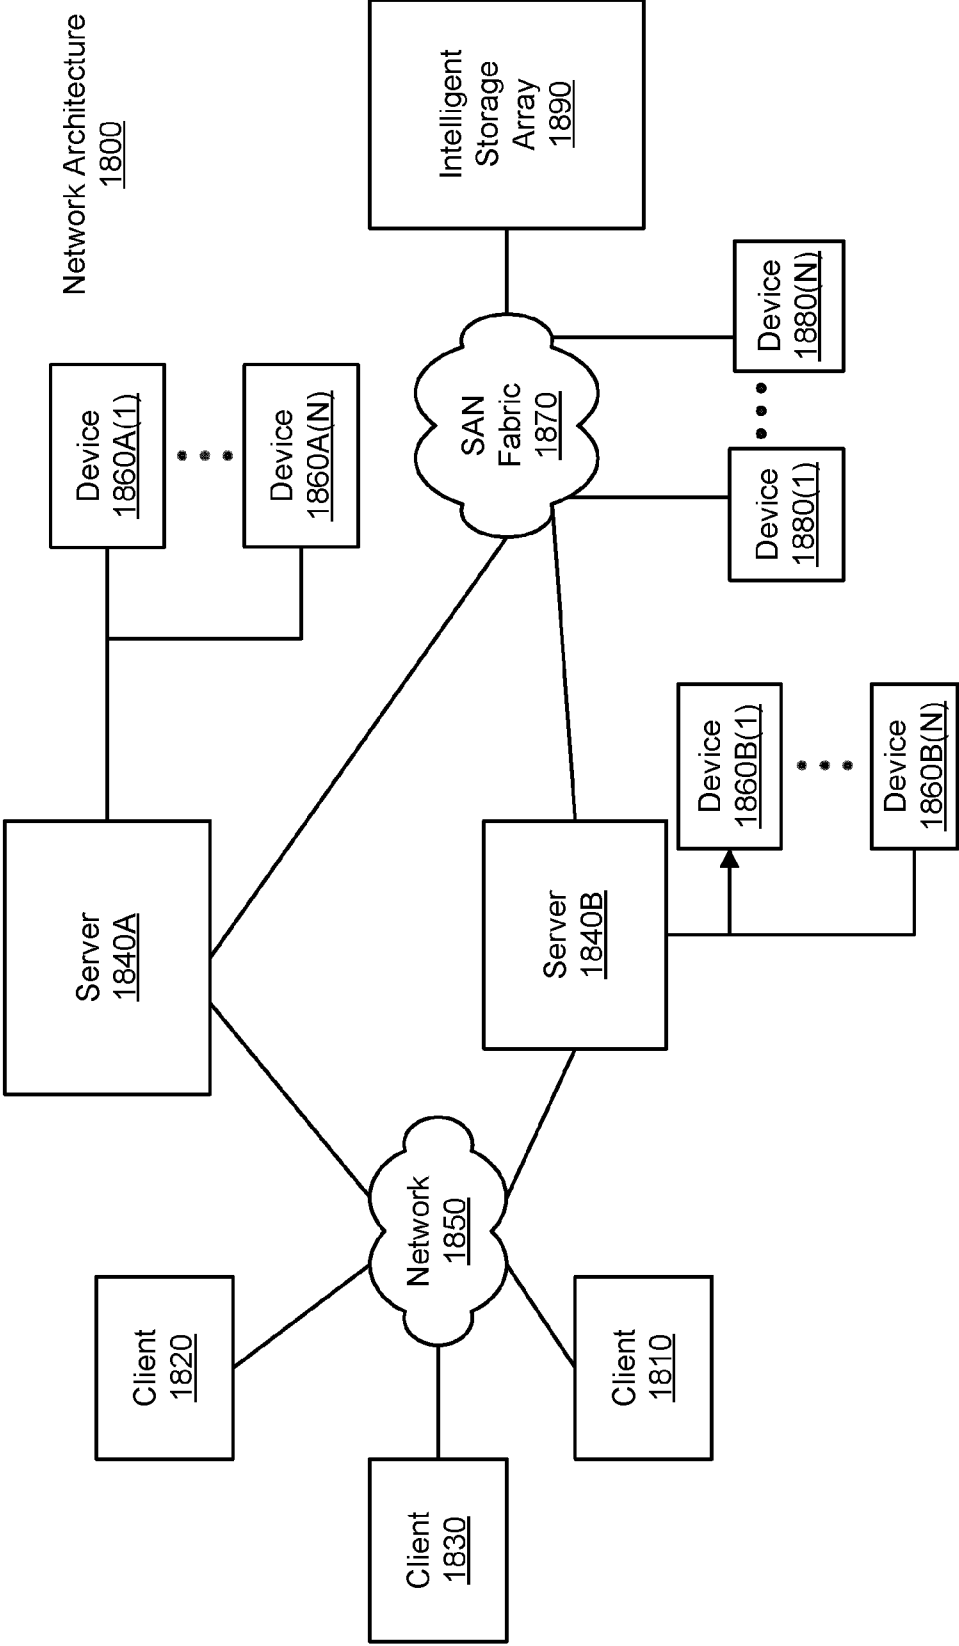 Network Architecture
1800
Device
1860A(1)
Device
1860A(N)
Server
1840A
Intelligent
Storage
Array
1890
SAN
Fabric
1870
Device
1880(N)
Device
1880(1)
Server
1840B
Device
1860B(1)
Device
1860B(N)
Network
1850
Client
1820
Client
1830
Client
1810